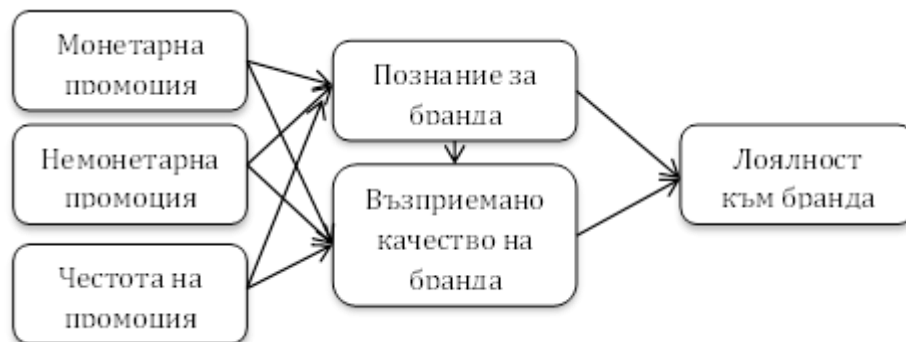 Монетарна
промоция
Немонетарна
промоция
Честота на
промоция
Познание за
бранда
Възприемано
качество на
бранда
Лоялност
към бранда